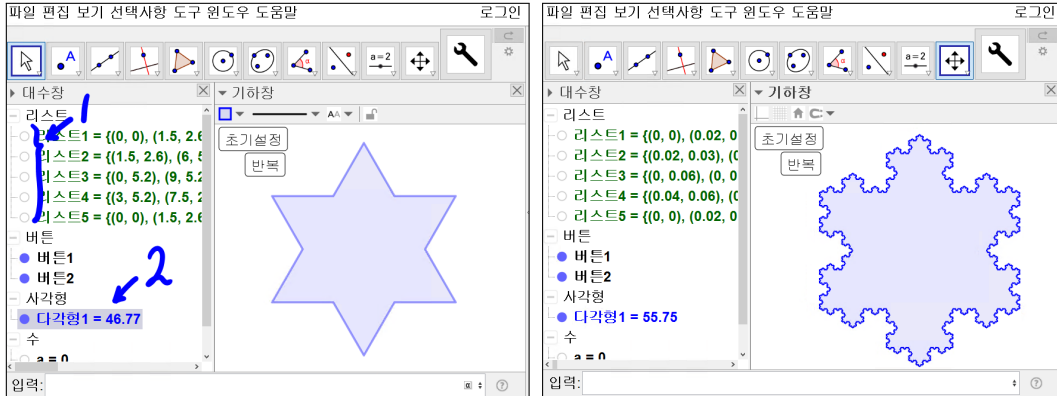 파일 편집 보기 선택사항 도구 윈도우 도움말 로그인
A
α
a=2
대수창
기하창
리스트
AA
1
리스트1 = {(0, 0), (1.5, 2.6
리스트2 = {(1.5, 2.6), (6, 5
리스트3 = {(0, 5.2), (9, 5.2
리스트4 = {(3, 5.2), (7.5, 2
리스트5 = {(0, 0), (1.5, 2.6
초기설정
반복
버튼
버튼1
버튼2
2
사각형
다각형1 = 46.77
수
a = 0
입력:
α
?
파일 편집 보기 선택사항 도구 윈도우 도움말 로그인
A
α
a=2
대수창
기하창
리스트
리스트1 = {(0, 0), (0.02, 0
리스트2 = {(0.02, 0.03), (0
리스트3 = {(0, 0.06), (0, 0
리스트4 = {(0.04, 0.06), (0
리스트5 = {(0, 0), (0.02, 0
초기설정
반복
버튼
버튼1
버튼2
사각형
다각형1 = 55.75
수
a = 0
입력:
?